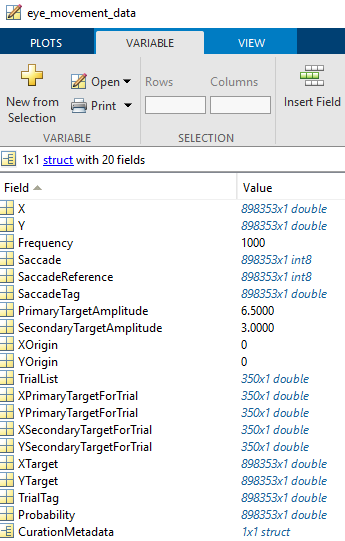 eye_movement_data
PLOTS VARIABLE VIEW
New from Selection
Open
Print
Rows
Columns
Insert Field
VARIABLE SELECTION
1x1 struct with 20 fields
Field Value
X 898353x1 double
Y 898353x1 double
Frequency 1000
Saccade 898353x1 int8
SaccadeReference 898353x1 int8
SaccadeTag 898353x1 double
PrimaryTargetAmplitude 6.5000
SecondaryTargetAmplitude 3.0000
XOrigin 0
YOrigin 0
TrialList 350x1 double
XPrimaryTargetForTrial 350x1 double
YPrimaryTargetForTrial 350x1 double
XSecondaryTargetForTrial 350x1 double
YSecondaryTargetForTrial 350x1 double
XTarget 898353x1 double
YTarget 898353x1 double
TrialTag 898353x1 double
Probability 898353x1 double
CurationMetadata 1x1 struct